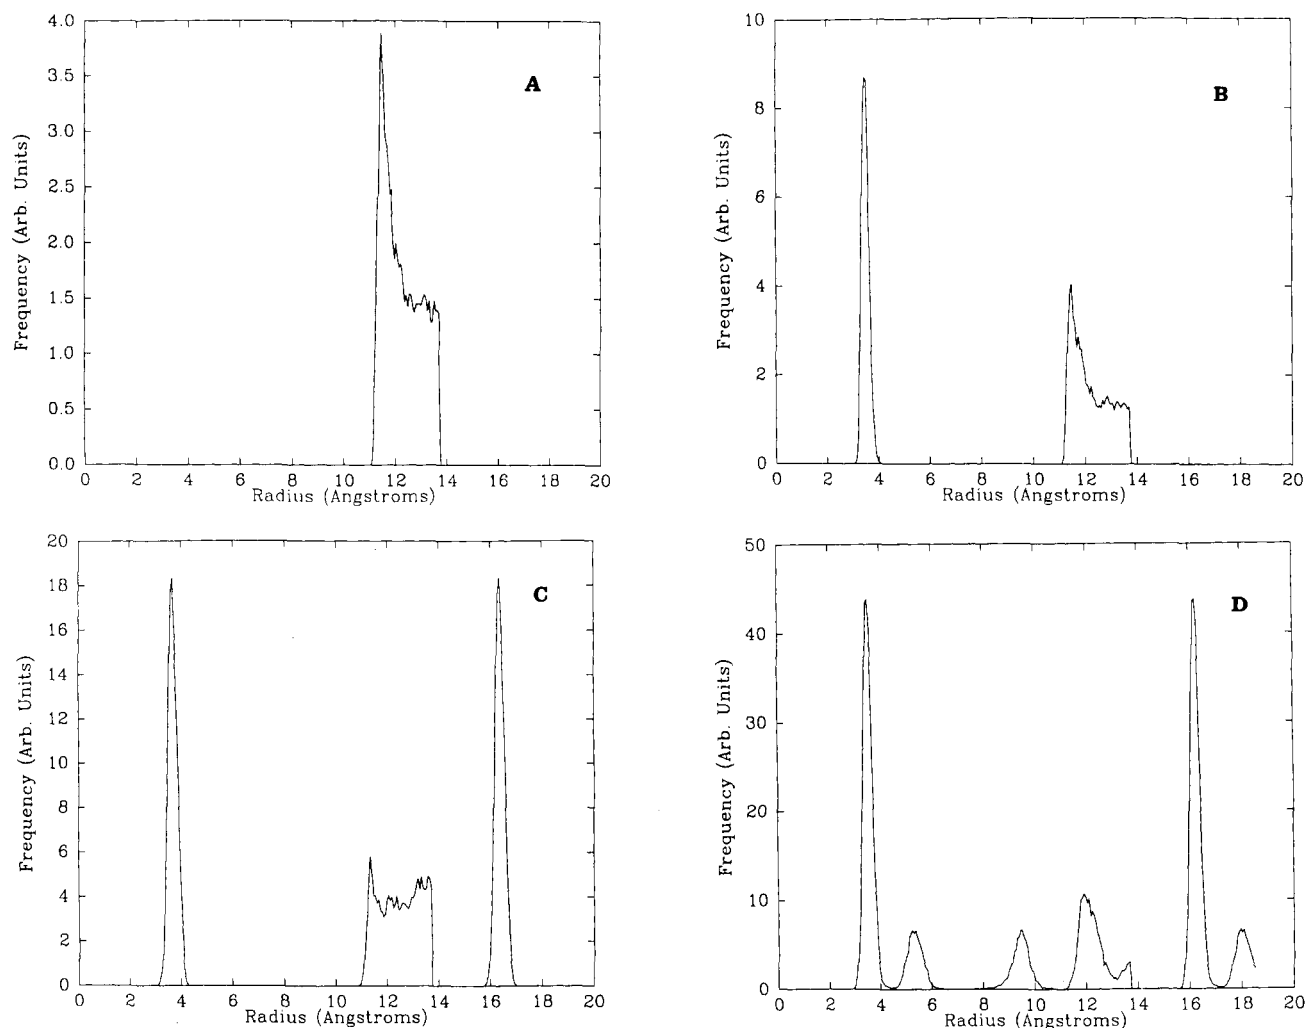 A
4.0
3.5
3.0
2.5
2.0
1.5
1.0
0.5
0.0
Frequency (Arb. Units)
0 2 4 6 8 10 12 14 16 18 20
Radius (Angstroms)
B
10
8
6
4
2
0
Frequency (Arb. Units)
0 2 4 6 8 10 12 14 16 18 20
Radius (Angstroms)
C
20
18
16
14
12
10
8
6
4
2
0
Frequency (Arb. Units)
0 2 4 6 8 10 12 14 16 18 20
Radius (Angstroms)
D
50
40
30
20
10
0
Frequency (Arb. Units)
0 2 4 6 8 10 12 14 16 18 20
Radius (Angstroms)